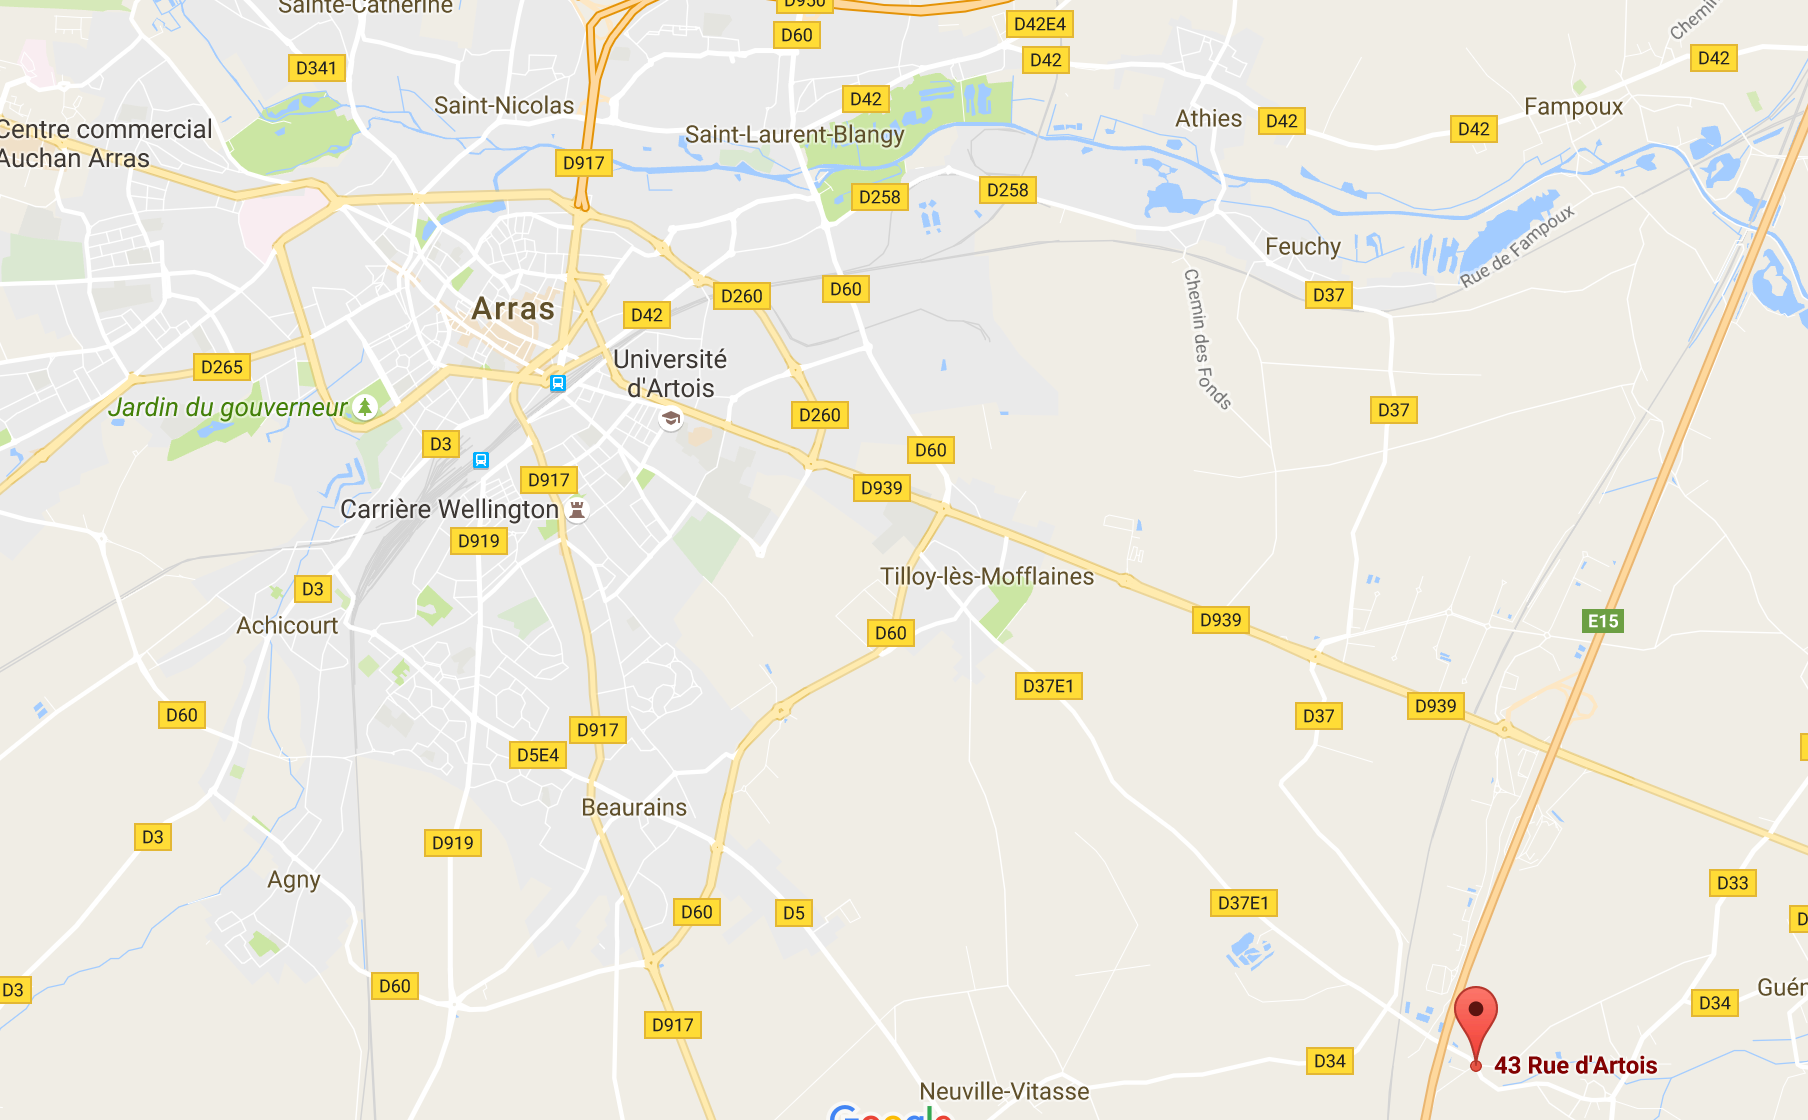 Sainte-Catherine
D950
D60
D42E4
D42
Chemin
D42
D341
Saint-Nicolas
D42
Saint-Laurent-Blangy
Athies
D42
D42
Fampoux
Centre commercial
Auchan Arras
D917
D258
D258
Feuchy
Rue de Fampoux
Chemin des Fonds
Arras
D42
D260
D60
D37
D265
Université
d'Artois
Jardin du gouverneur
D260
D37
D3
D60
D917
D939
Carrière Wellington
D919
D3
Tilloy-lès-Mofflaines
Achicourt
D60
D939
E15
D37E1
D60
D917
D37
D939
D5E4
Beaurains
D3
D919
Agny
D60
D5
D37E1
D33
D
D3
D60
D917
D34
Guém
D34
43 Rue d'Artois
Neuville-Vitasse
Google